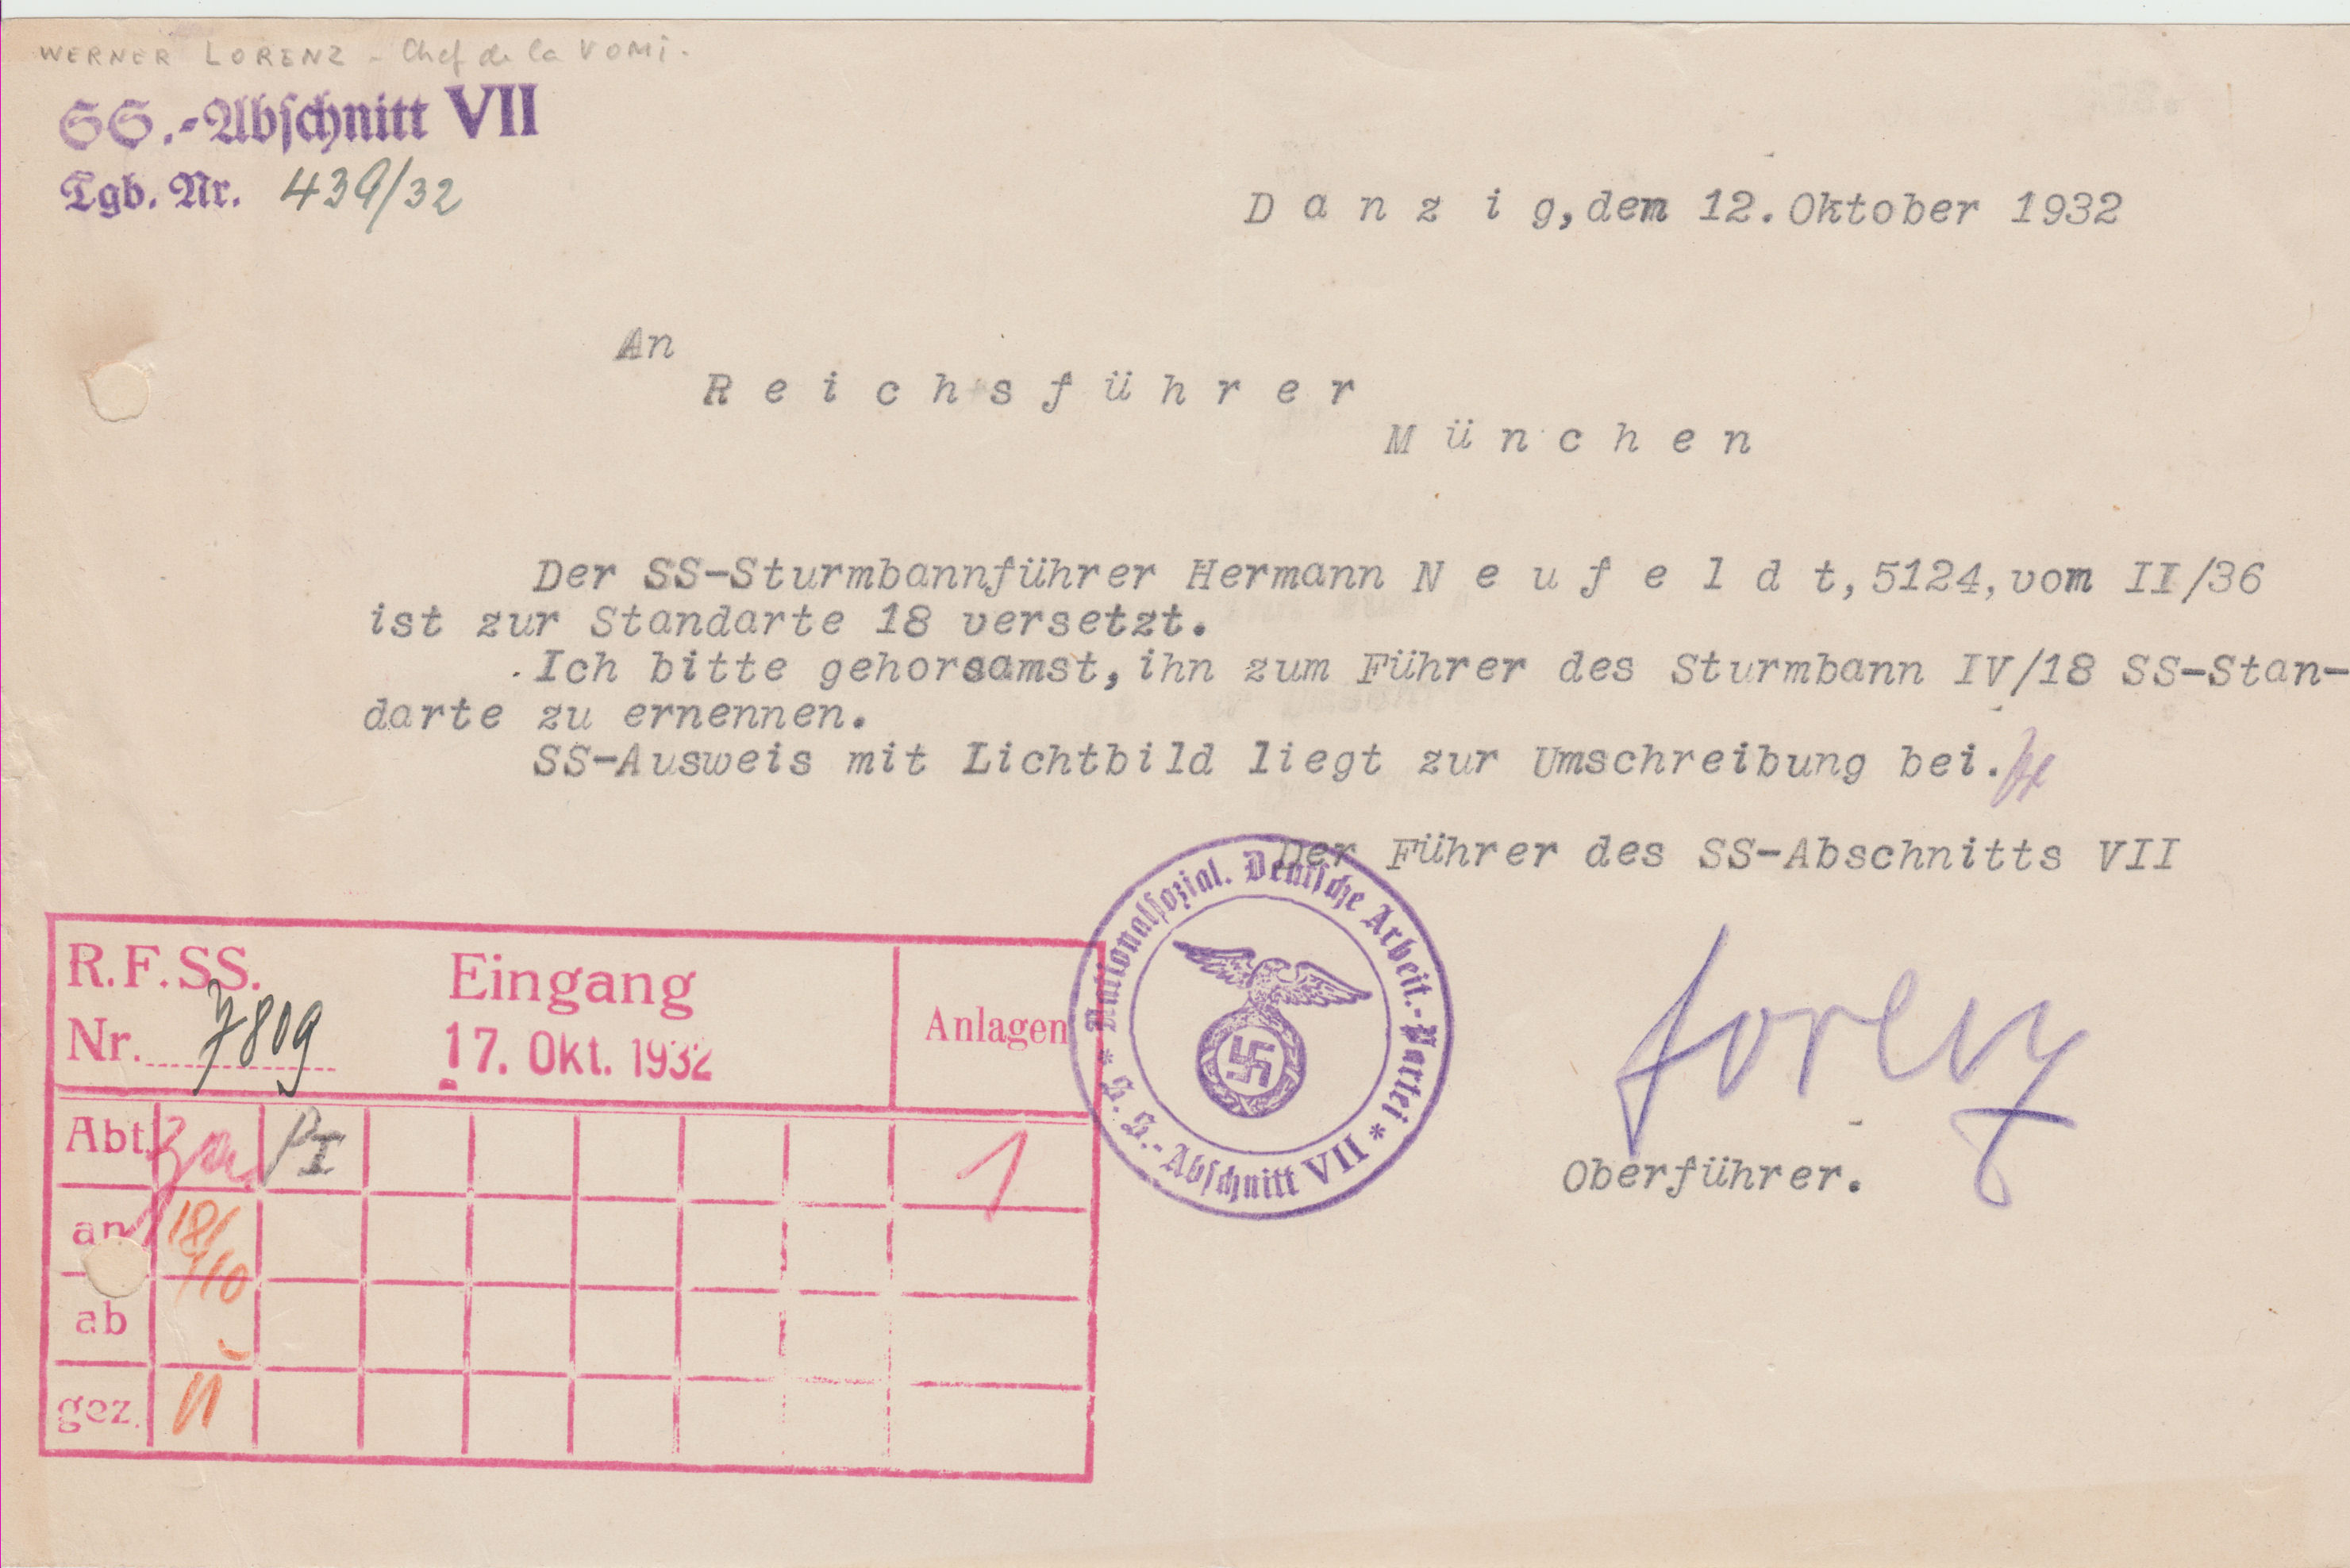 WERNER LORENZ - Chef de la VOMI.
SS.-Abschnitt VII
Tgb. Nr. 439/32
D a n z i g, den 12. Oktober 1932
An
R e i c h s f ü h r e r
M ü n c h e n
Der SS-Sturmbannführer Hermann N e u f e l d t, 5124, vom II/36
ist zur Standarte 18 versetzt.
Ich bitte gehorsamst, ihn zum Führer des Sturmbann IV/18 SS-Stan-
darte zu ernennen.
SS-Ausweis mit Lichtbild liegt zur Umschreibung bei.
Der Führer des SS-Abschnitts VII
Nationalsozial. Deutsche Arbeit.-Partei * S. S.-Abschnitt VII *
Lorenz
Oberführer.
R.F.SS. Eingang Anlagen
Nr. 7809 17. Okt. 1932
Abt. PI 1
an 18/10
ab
gez.